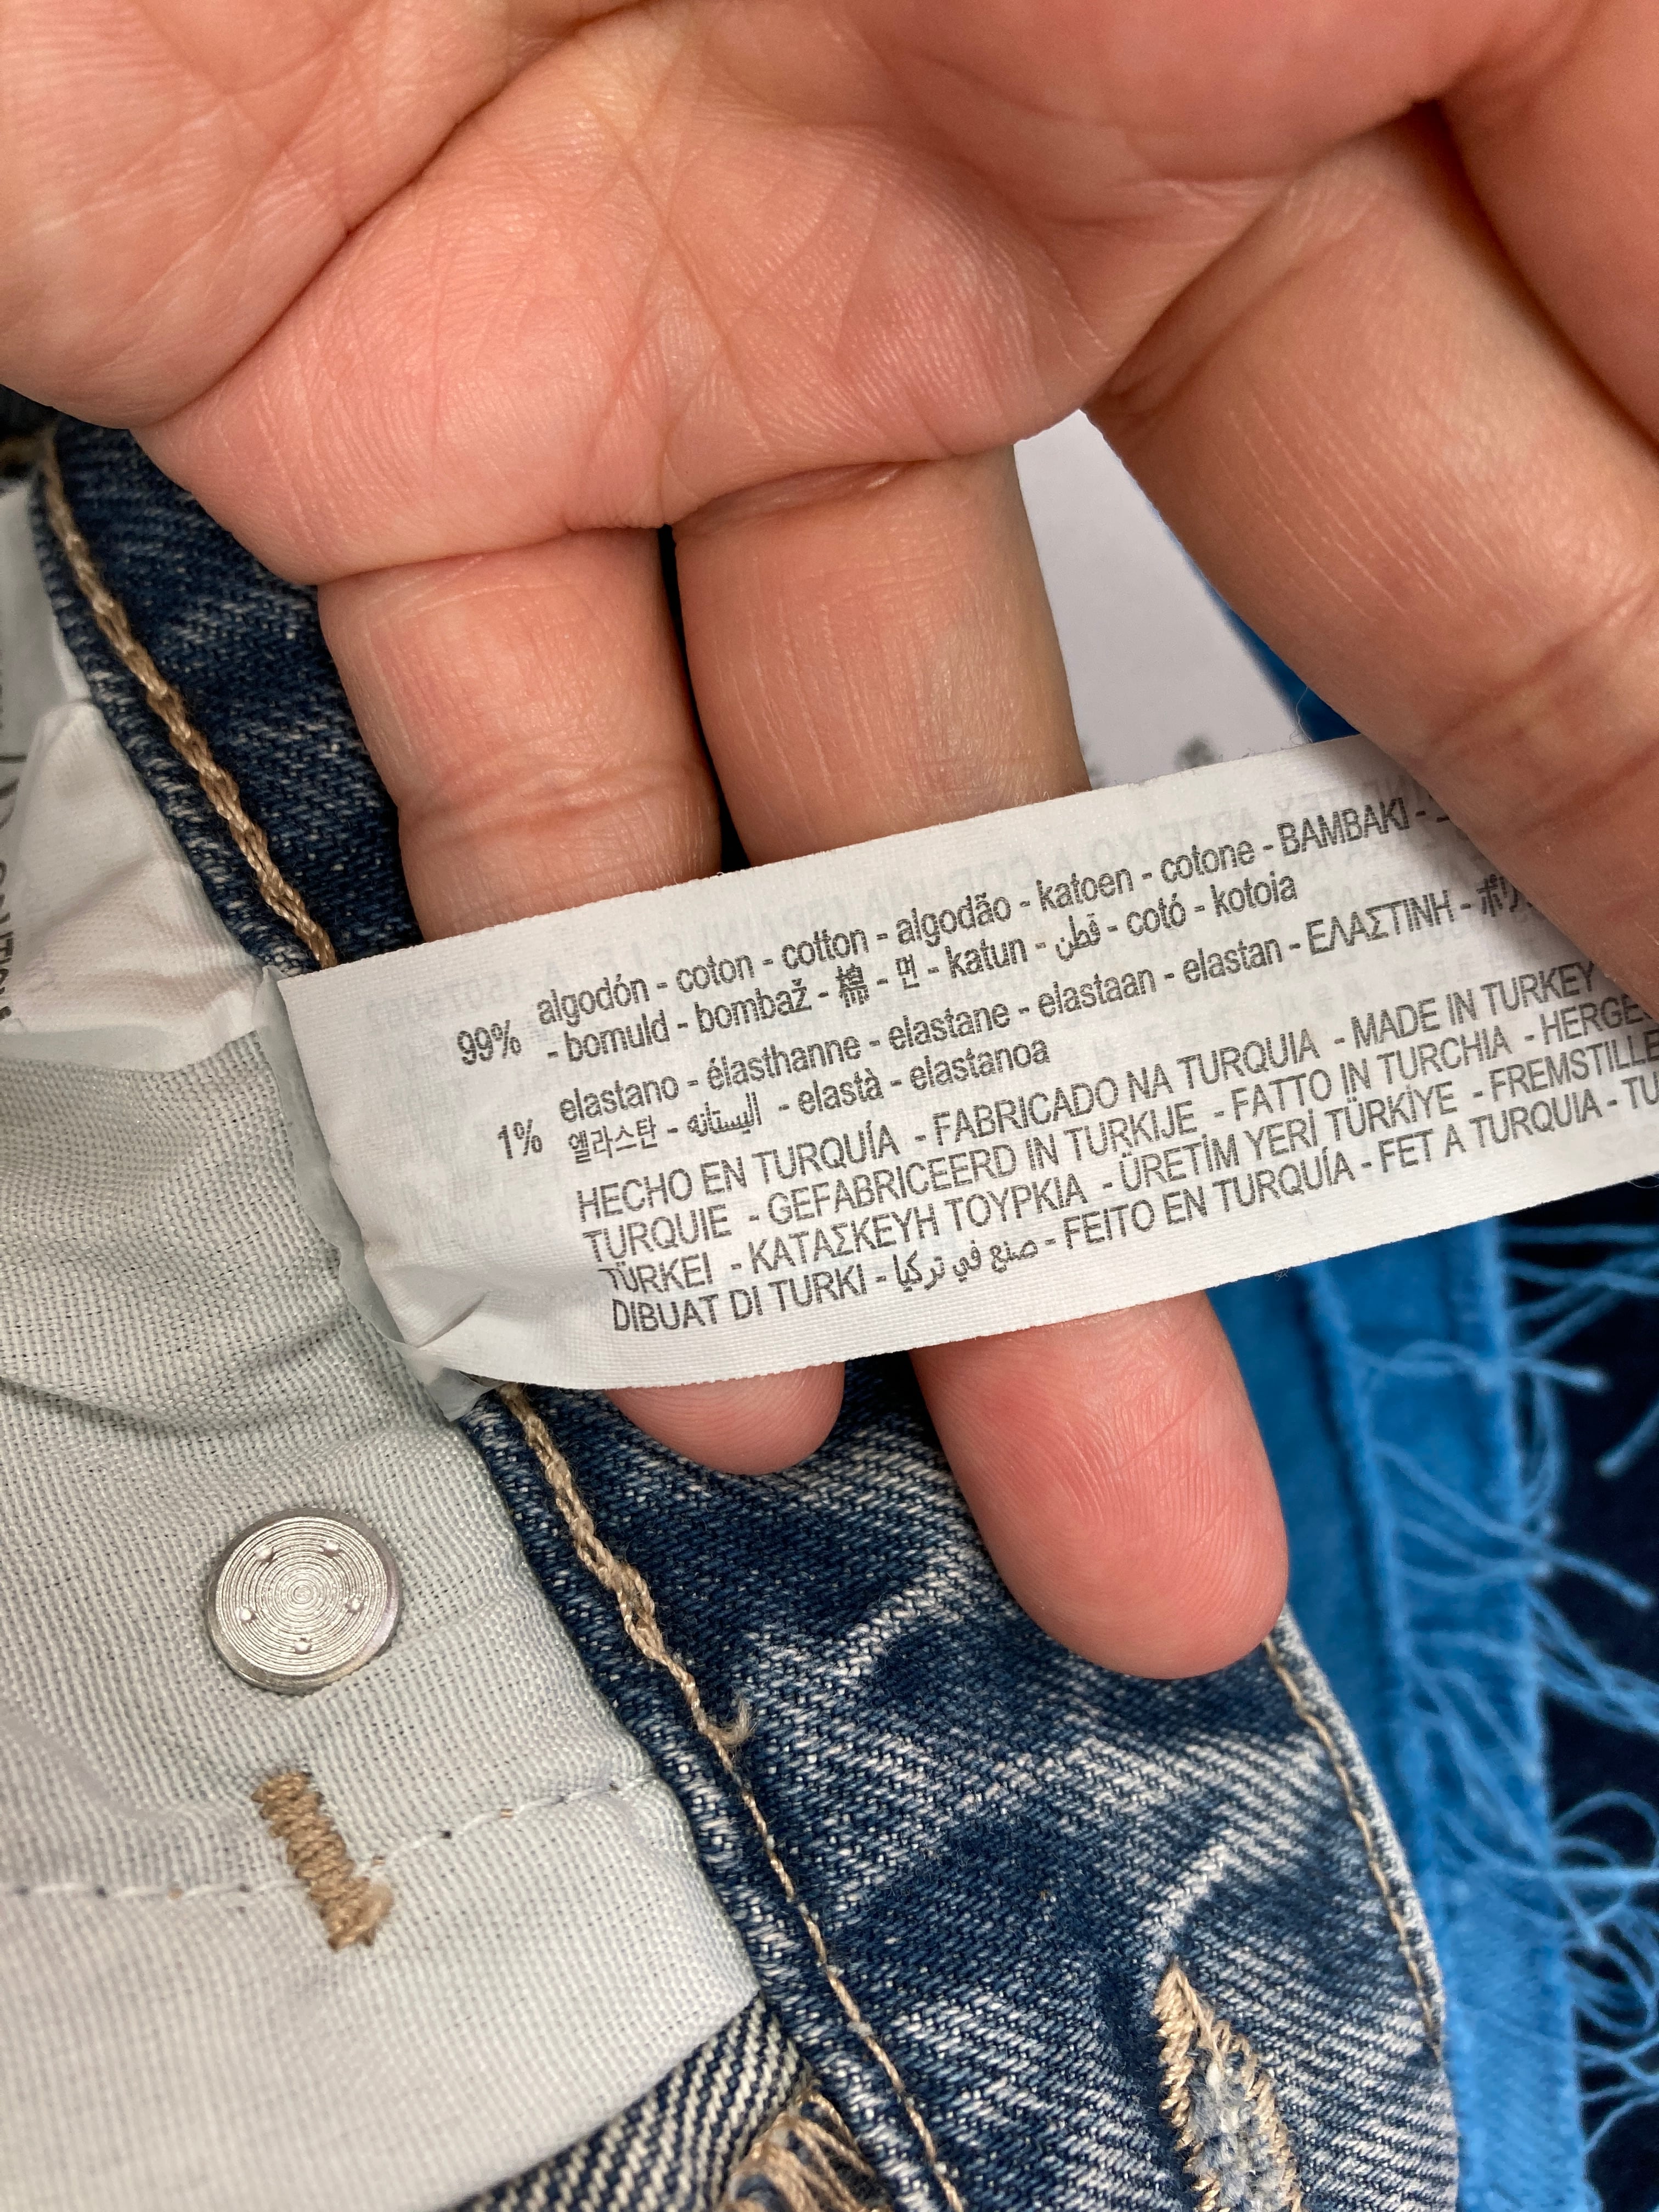 99% algodón - coton - cotton - algodão - katoen - cotone - BAMBAKI -
- bomuld - bombaž - 棉 - 면 - katun - قطن - cotó - kotoia
1% elastano - élasthanne - elastane - elastaan - elastan - ΕΛΑΣΤΙΝΗ - ポリ
엘라스탄 - اليستانه - elastà - elastanoa
HECHO EN TURQUÍA - FABRICADO NA TURQUIA - MADE IN TURKEY
TURQUIE - GEFABRICEERD IN TURKIJE - FATTO IN TURCHIA - HERGE
TÜRKEI - ΚΑΤΑΣΚΕΥΗ ΤΟΥΡΚΙΑ - ÜRETİM YERİ TÜRKİYE - FREMSTILLE
DIBUAT DI TURKI - صنع في تركيا - FEITO EN TURQUÍA - FET A TURQUIA - TU